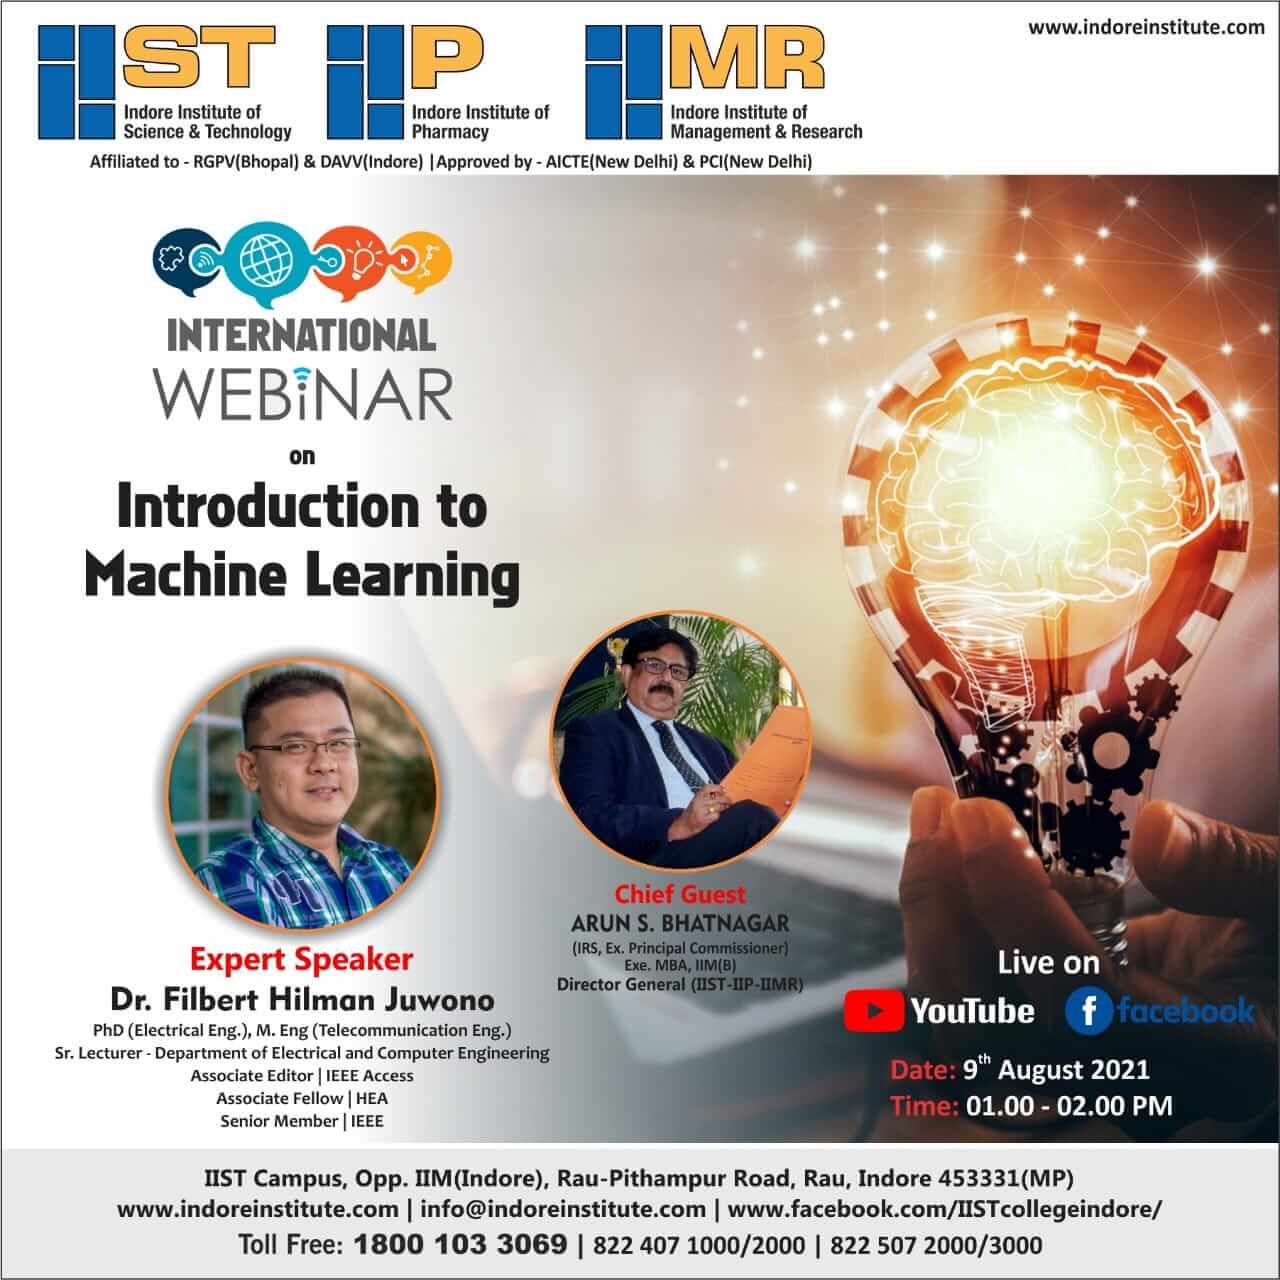 www.indoreinstitute.com
IIST
Indore Institute of
Science & Technology
IIP
Indore Institute of
Pharmacy
IIMR
Indore Institute of
Management & Research
Affiliated to - RGPV(Bhopal) & DAVV(Indore) | Approved by - AICTE(New Delhi) & PCI(New Delhi)
INTERNATIONAL
WEBiNAR
on
Introduction to
Machine Learning
Expert Speaker
Dr. Filbert Hilman Juwono
PhD (Electrical Eng.), M. Eng (Telecommunication Eng.)
Sr. Lecturer - Department of Electrical and Computer Engineering
Associate Editor | IEEE Access
Associate Fellow | HEA
Senior Member | IEEE
Chief Guest
ARUN S. BHATNAGAR
(IRS, Ex. Principal Commissioner)
Exe. MBA, IIM(B)
Director General (IIST-IIP-IIMR)
Live on
YouTube f facebook
Date: 9th August 2021
Time: 01.00 - 02.00 PM
IIST Campus, Opp. IIM(Indore), Rau-Pithampur Road, Rau, Indore 453331(MP)
www.indoreinstitute.com | info@indoreinstitute.com | www.facebook.com/IISTcollegeindore/
Toll Free: 1800 103 3069 | 822 407 1000/2000 | 822 507 2000/3000